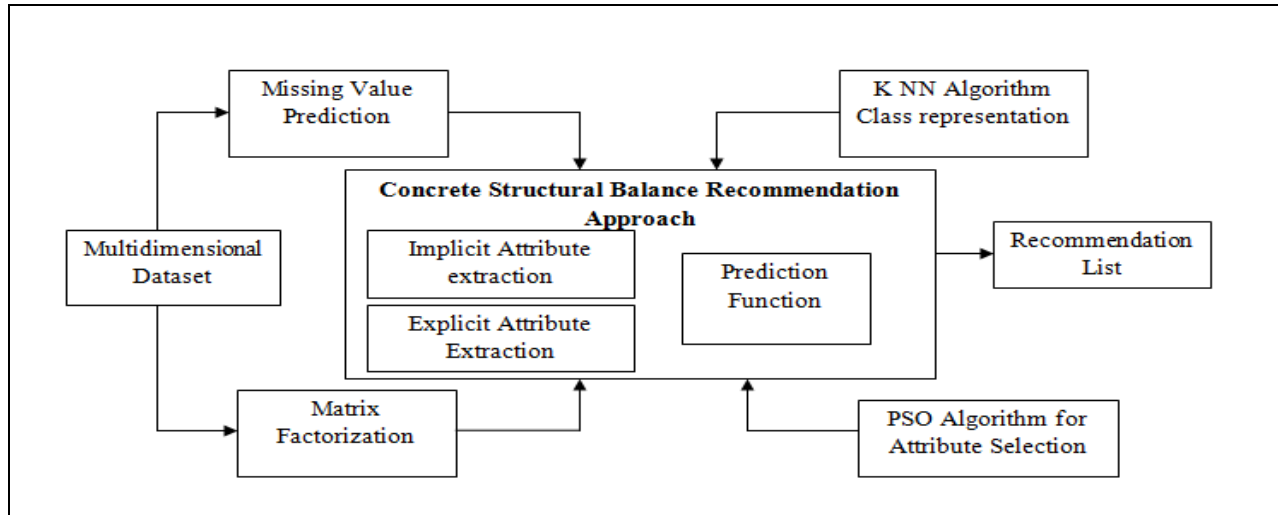 Missing Value
Prediction
K NN Algorithm
Class representation
Concrete Structural Balance Recommendation
Approach
Multidimensional
Dataset
Implicit Attribute
extraction
Explicit Attribute
Extraction
Prediction
Function
Recommendation
List
Matrix
Factorization
PSO Algorithm for
Attribute Selection